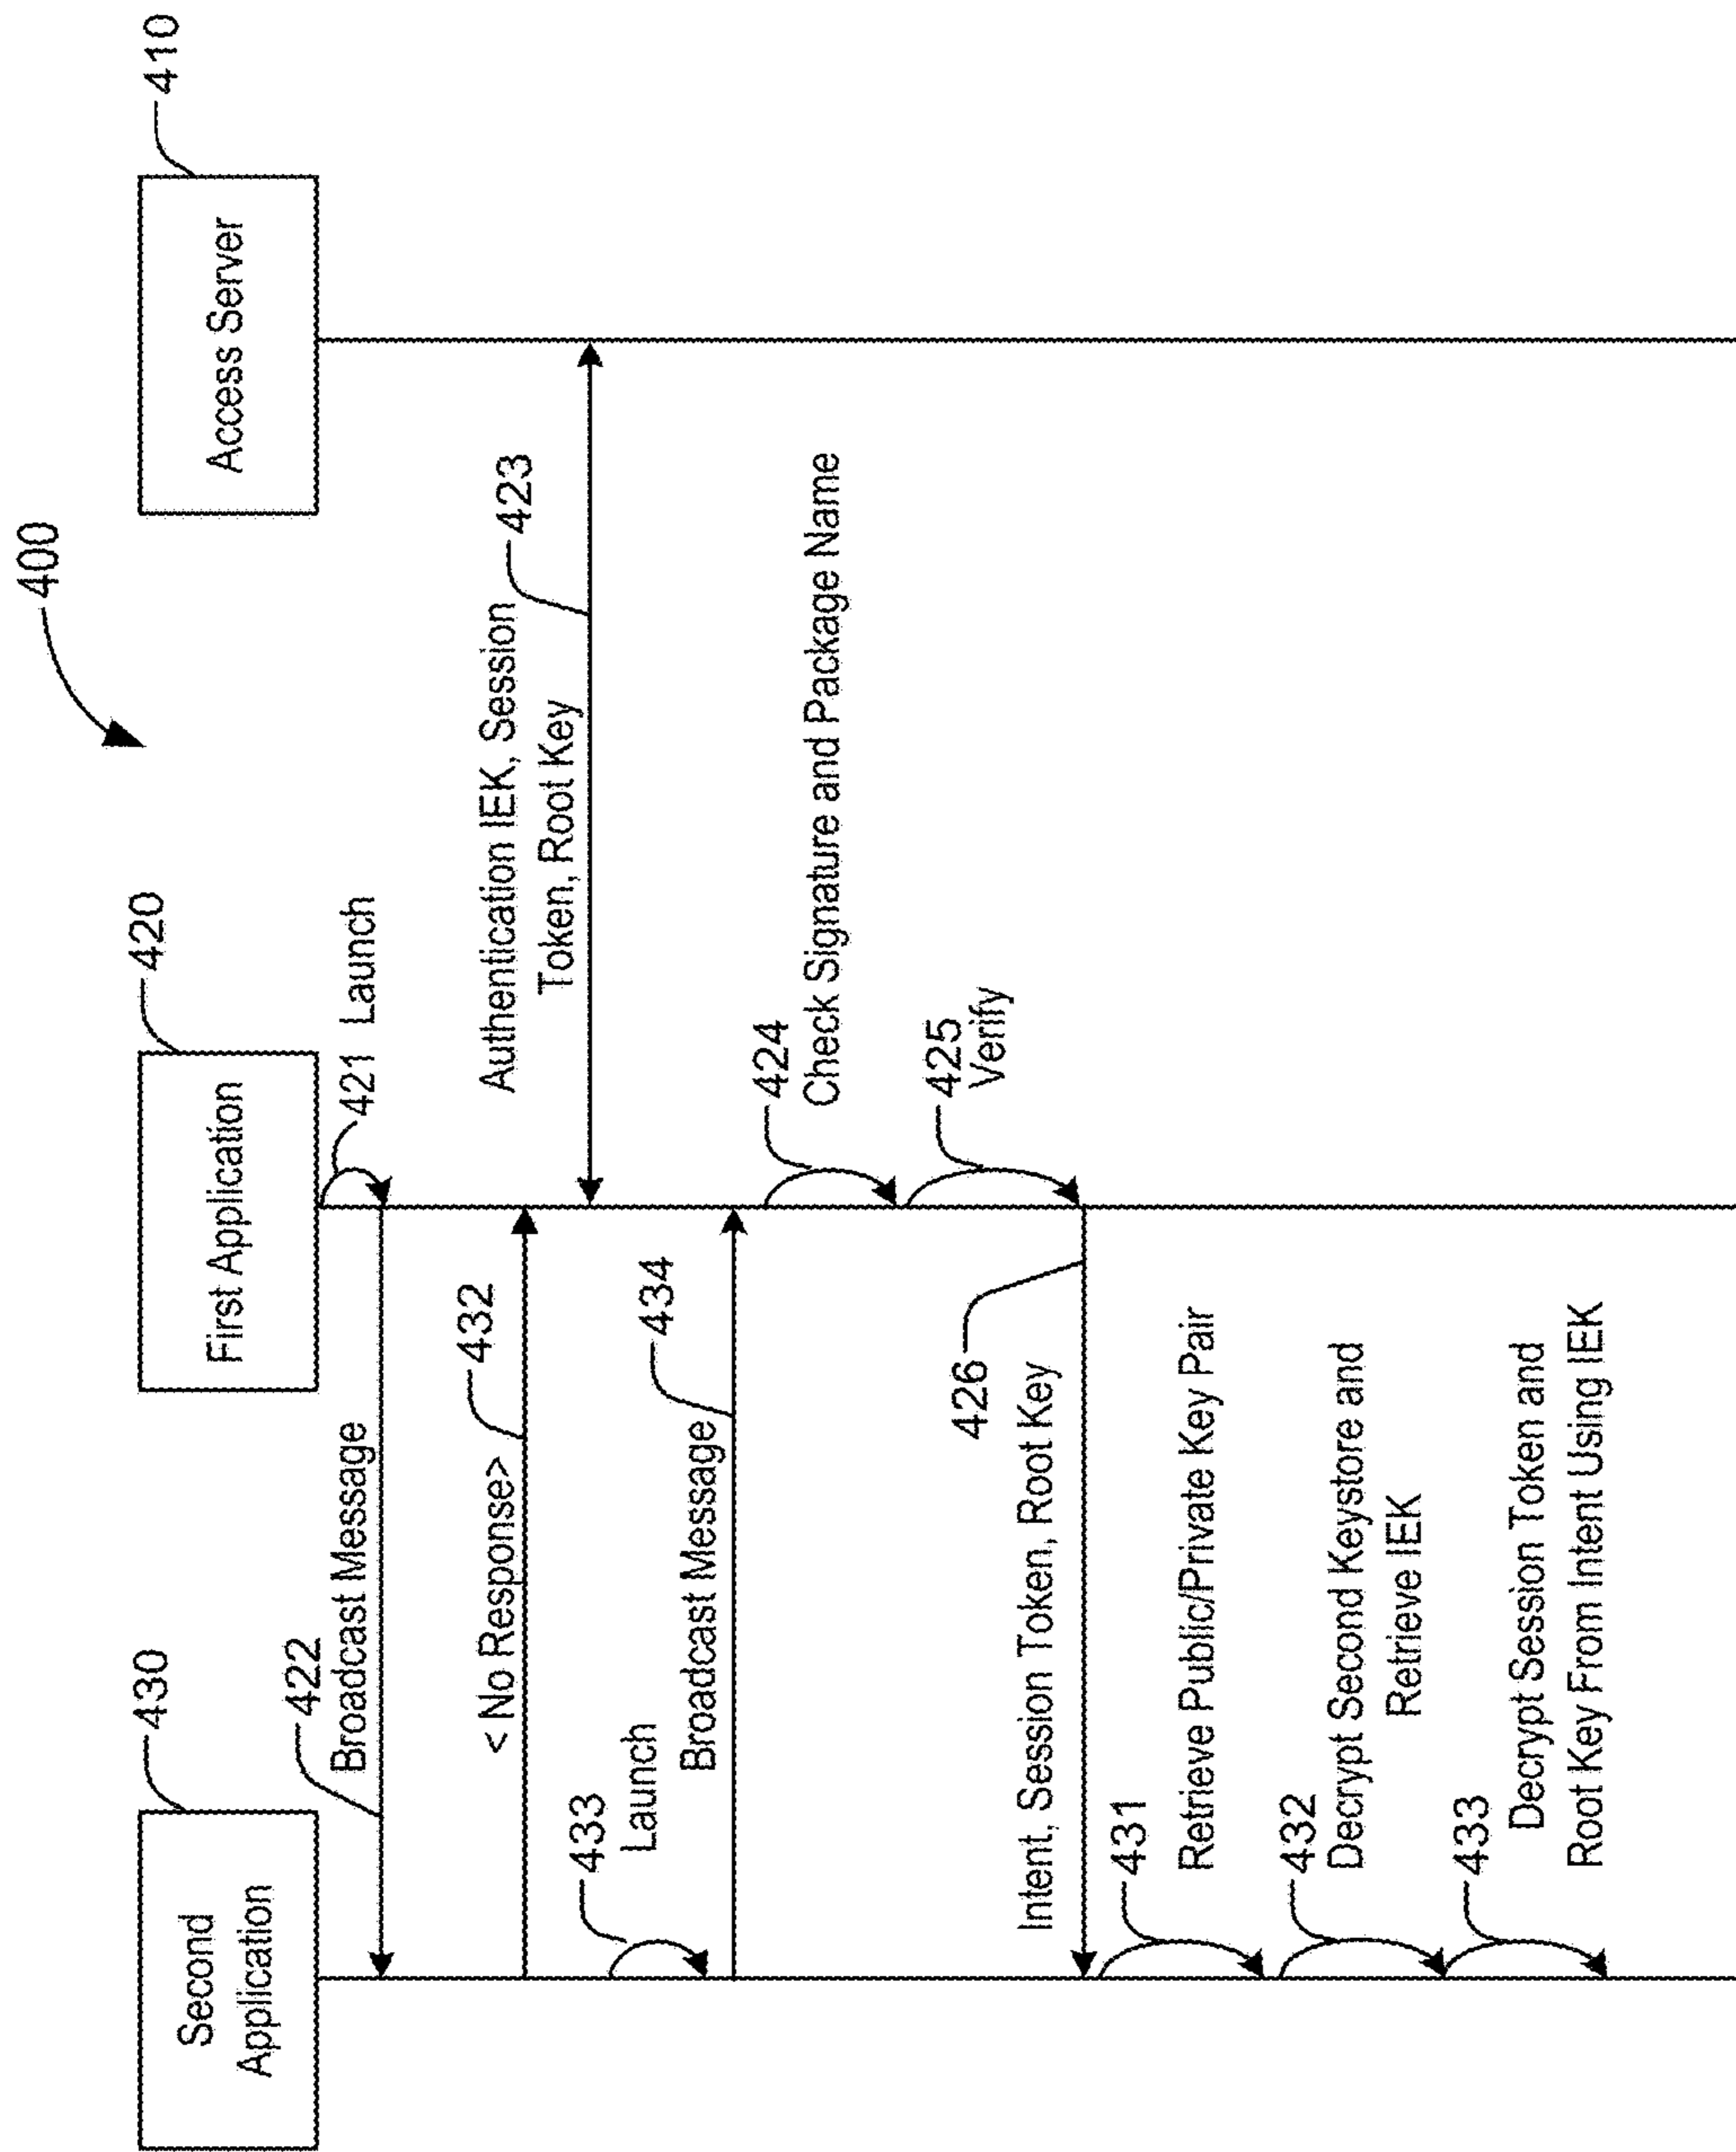 400
430
Second
Application
420
First Application
410
Access Server
421 Launch
422
Broadcast Message
< No Response>
432
Authentication IEK, Session
Token, Root Key
423
433
Launch
Broadcast Message
434
424
Check Signature and Package Name
425
Verify
426
Intent, Session Token, Root Key
431
Retrieve Public/Private Key Pair
432
Decrypt Second Keystore and
Retrieve IEK
433
Decrypt Session Token and
Root Key From Intent Using IEK